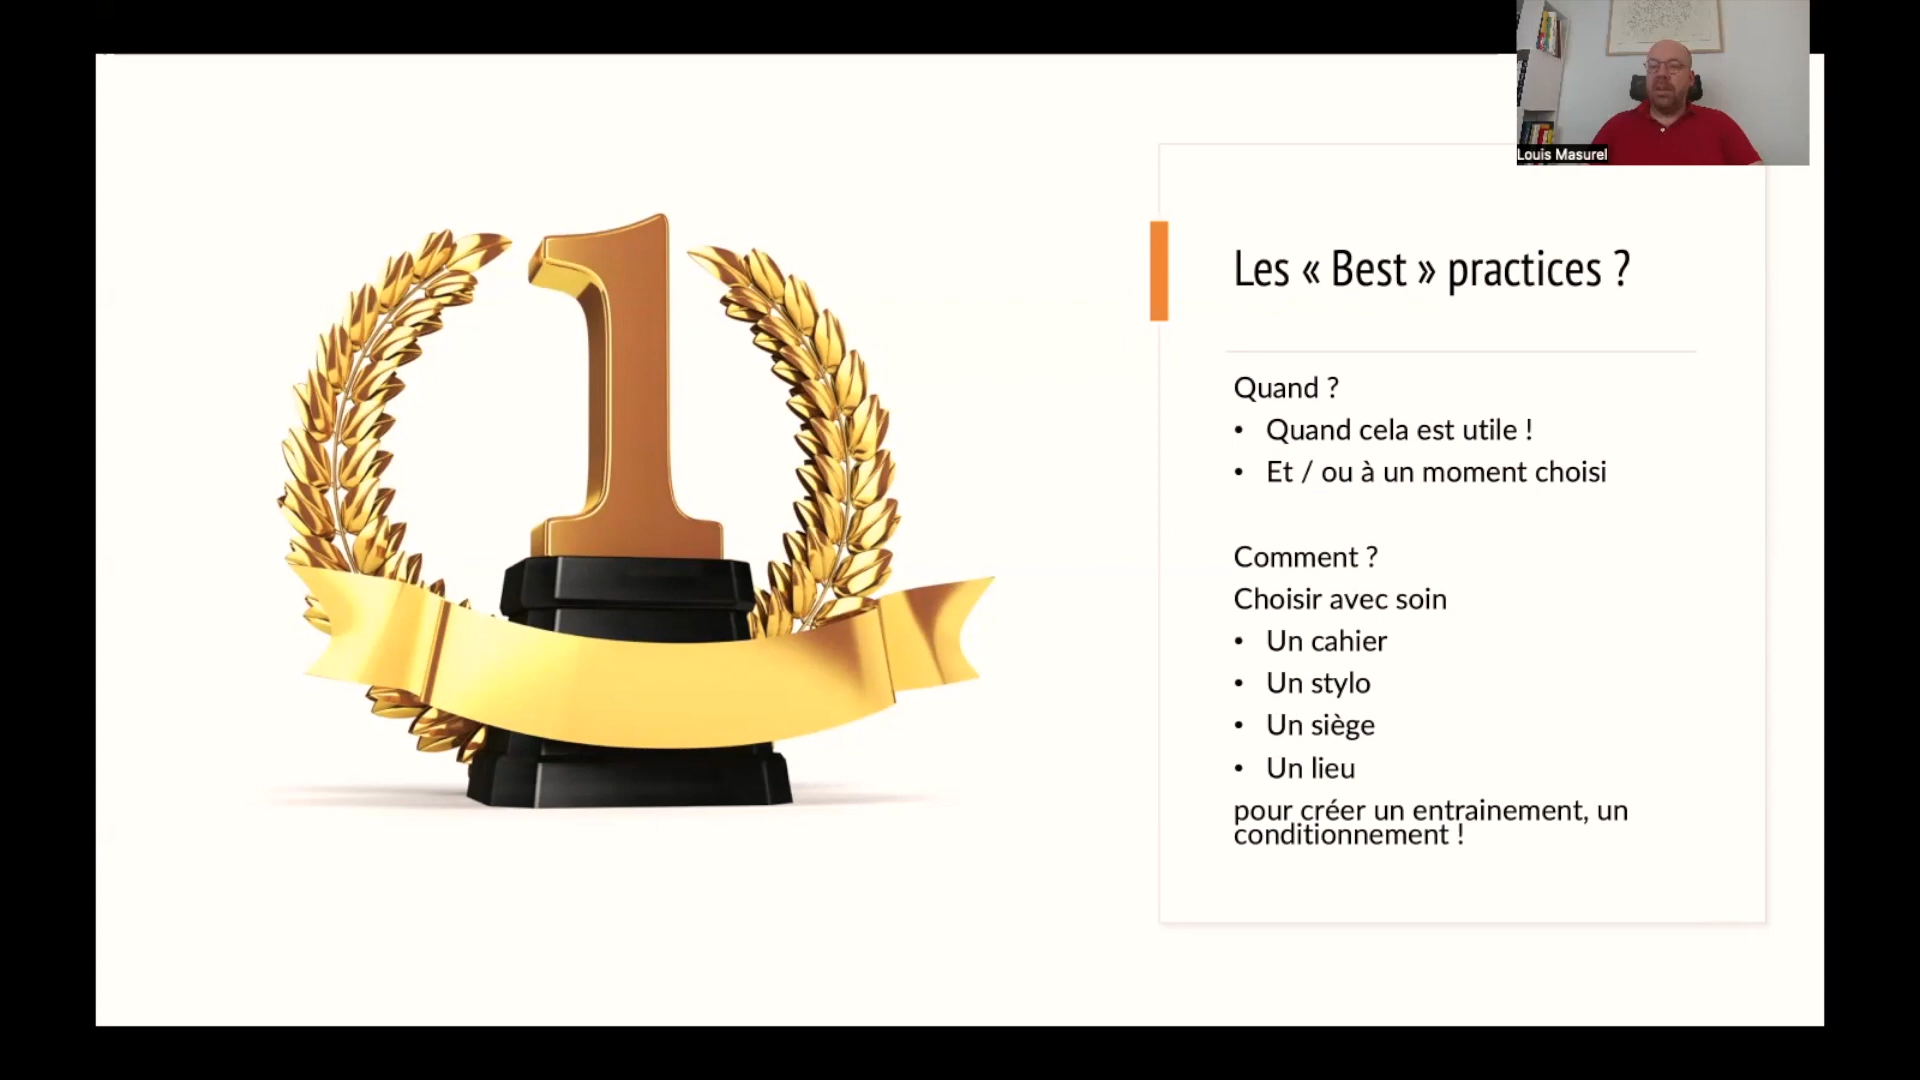 Louis Masurel
Les « Best » practices ?
Quand ?
• Quand cela est utile !
• Et / ou à un moment choisi
Comment ?
Choisir avec soin
• Un cahier
• Un stylo
• Un siège
• Un lieu
pour créer un entrainement, un
conditionnement !
1